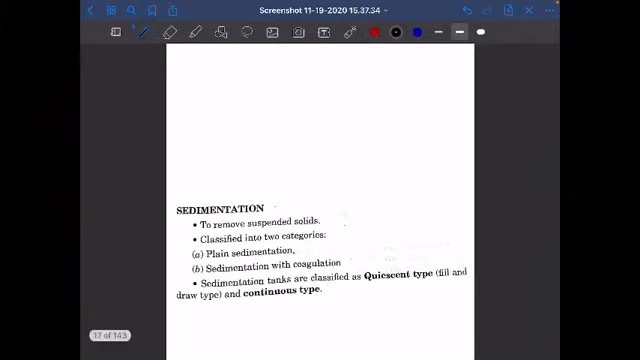 Screenshot 11-19-2020 15.37.34
SEDIMENTATION
• To remove suspended solids.
• Classified into two categories:
(a) Plain sedimentation,
(b) Sedimentation with coagulation
• Sedimentation tanks are classified as Quiescent type (fill and
draw type) and continuous type.
17 of 143